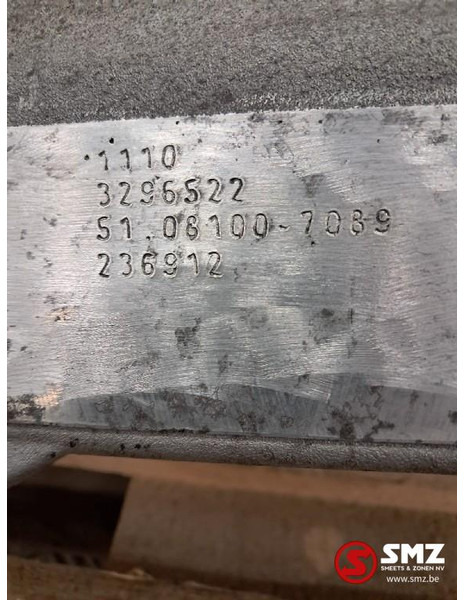 1110
3296522
51.08100-7089
236912
SMZ
SMEETS & ZONEN NV
www.smz.be